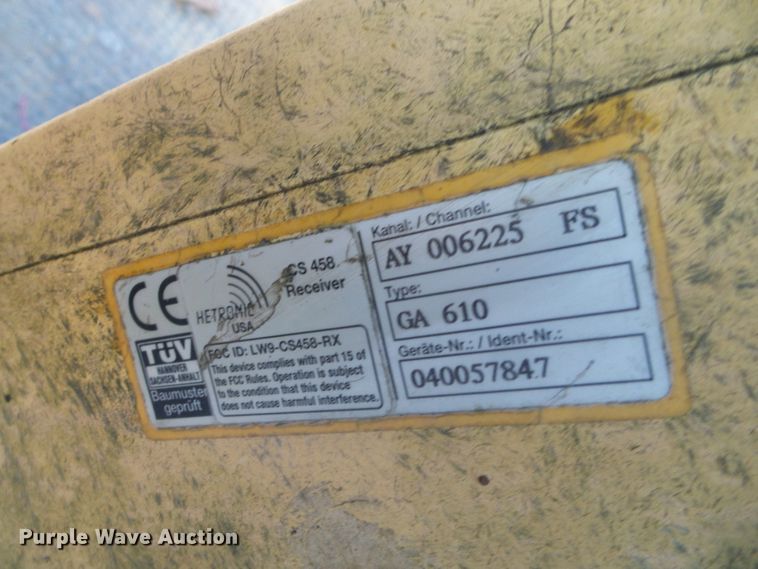 CE
TÜV
HANNOVER
SACHSEN-ANHALT
Baumuster
geprüft
HETRONIC
USA
CS 458
Receiver
FCC ID: LW9-CS458-RX
This device complies with part 15 of
the FCC Rules. Operation is subject
to the condition that this device
does not cause harmful interference.
Kanal: / Channel:
AY 006225 FS
Type:
GA 610
Geräte-Nr.: / Ident-Nr.:
040057847
Purple Wave Auction